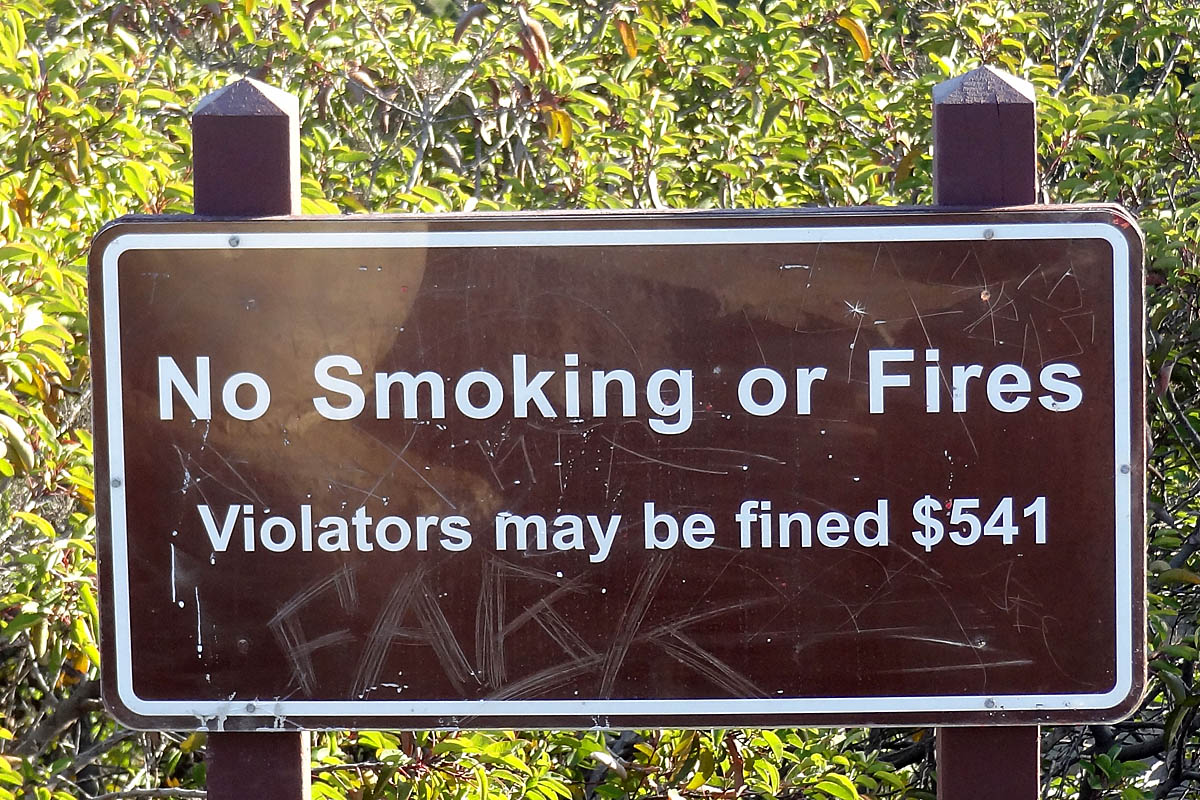 No Smoking or Fires
Violators may be fined $541